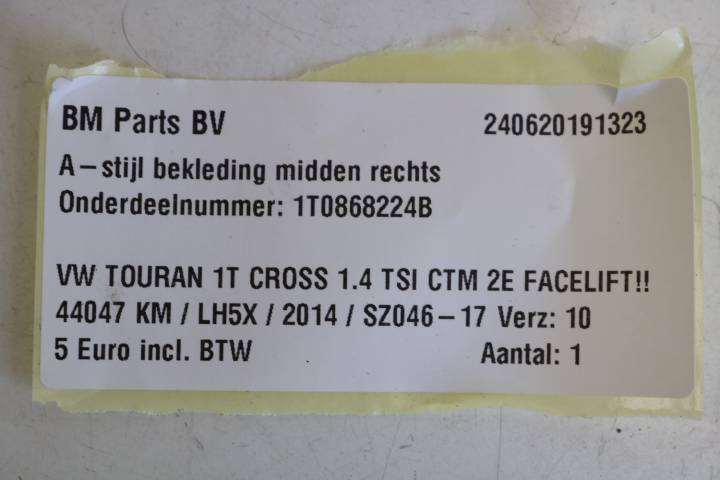 BM Parts BV 240620191323
A-stijl bekleding midden rechts
Onderdeelnummer: 1T0868224B
VW TOURAN 1T CROSS 1.4 TSI CTM 2E FACELIFT!!
44047 KM / LH5X / 2014 / SZ046-17 Verz: 10
5 Euro incl. BTW Aantal: 1